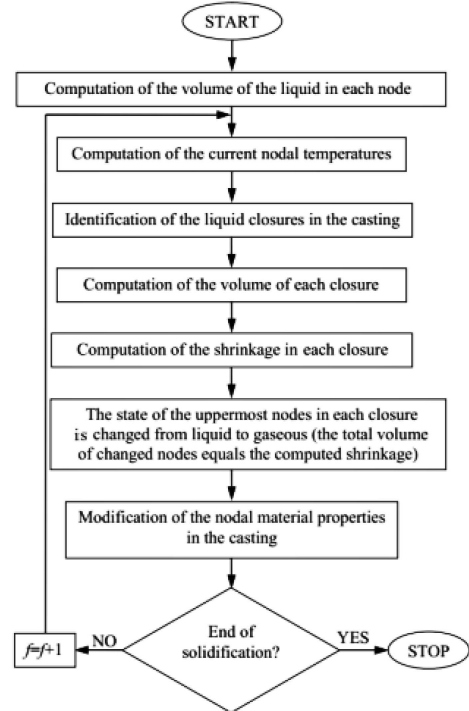 START
Computation of the volume of the liquid in each node
Computation of the current nodal temperatures
Identification of the liquid closures in the casting
Computation of the volume of each closure
Computation of the shrinkage in each closure
The state of the uppermost nodes in each closure
is changed from liquid to gaseous (the total volume
of changed nodes equals the computed shrinkage)
Modification of the nodal material properties
in the casting
End of
solidification?
NO
YES
f=f+1
STOP